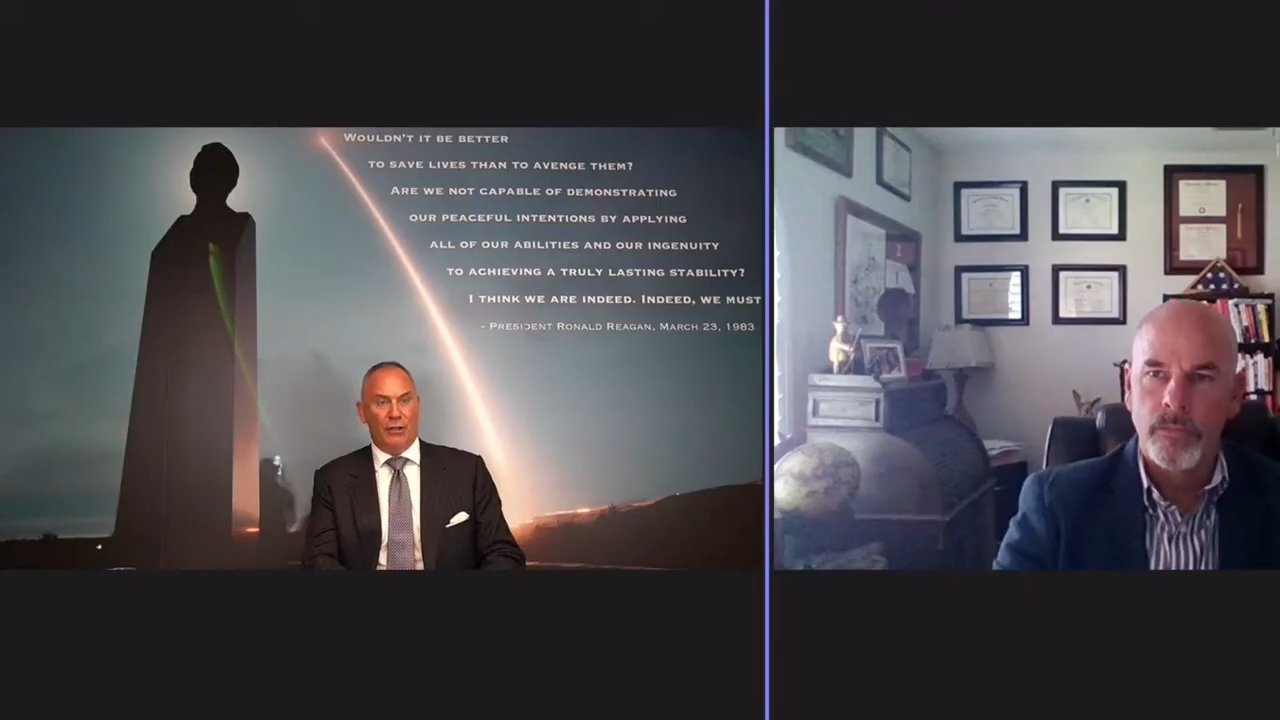 WOULDN'T IT BE BETTER
TO SAVE LIVES THAN TO AVENGE THEM?
ARE WE NOT CAPABLE OF DEMONSTRATING
OUR PEACEFUL INTENTIONS BY APPLYING
ALL OF OUR ABILITIES AND OUR INGENUITY
TO ACHIEVING A TRULY LASTING STABILITY?
I THINK WE ARE INDEED. INDEED, WE MUST
- PRESIDENT RONALD REAGAN, MARCH 23, 1983